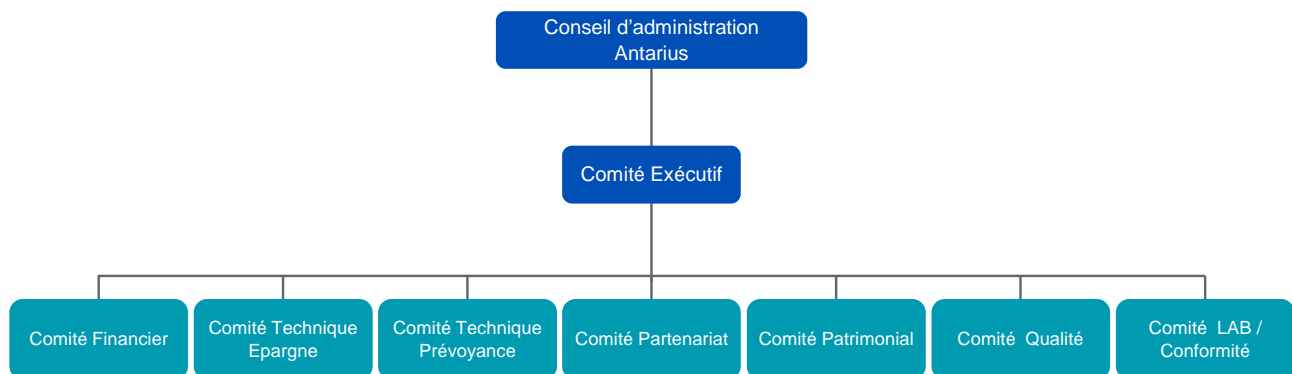 Conseil d'administration
Antarius
Comité Exécutif
Comité Financier
Comité Technique
Epargne
Comité Technique
Prévoyance
Comité Partenariat
Comité Patrimonial
Comité Qualité
Comité LAB /
Conformité